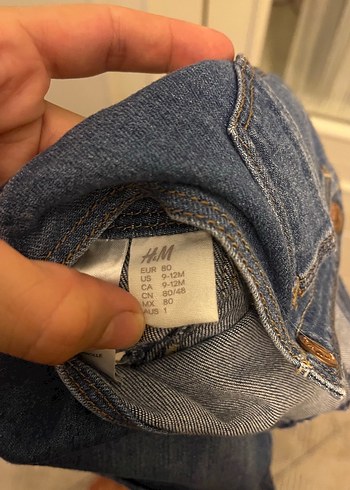 H&M
EUR 80
US 9-12M
CA 9-12M
CN 80/48
MX 80
AUS 1